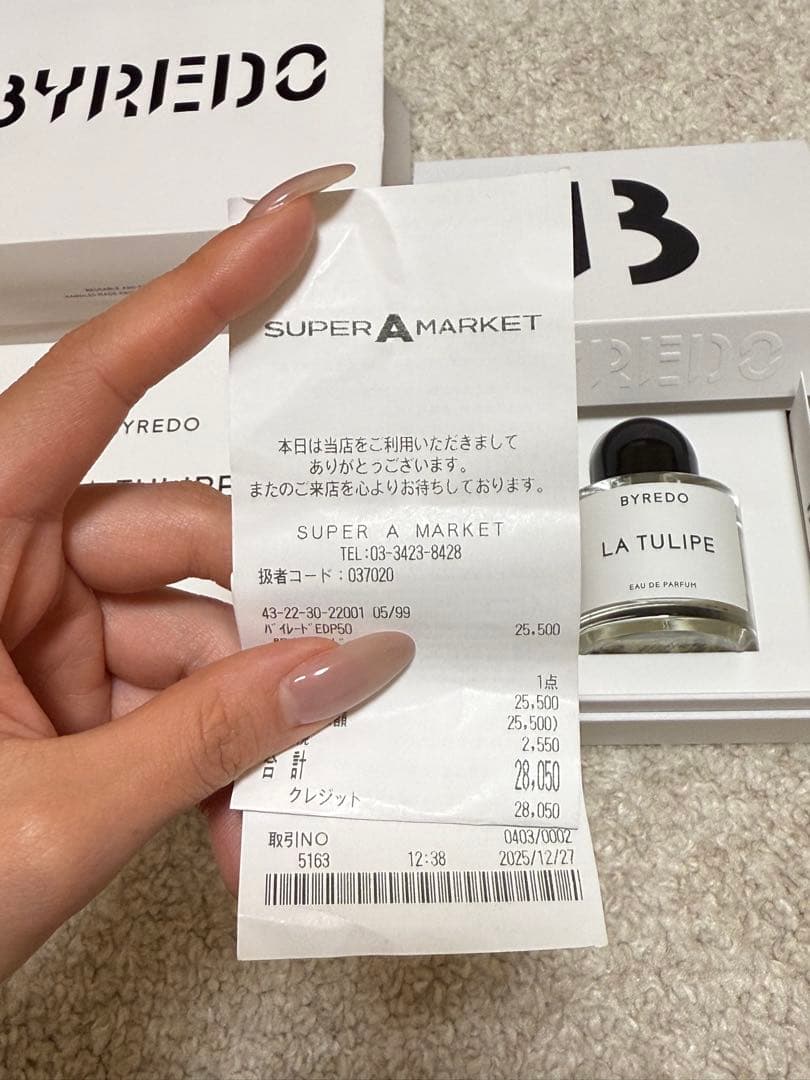 BYREDO
B
BYREDO
SUPER A MARKET
本日は当店をご利用いただきまして
ありがとうございます。
またのご来店を心よりお待ちしております。
SUPER A MARKET
TEL:03-3423-8428
扱者コード:037020
43-22-30-22001 05/99
バイレードEDP50 25,500
1点
25,500
25,500)
2,550
合計 28,050
クレジット 28,050
取引NO 0403/0002
5163 12:38 2025/12/27
YREDO
BYREDO
LA TULIPE
EAU DE PARFUM